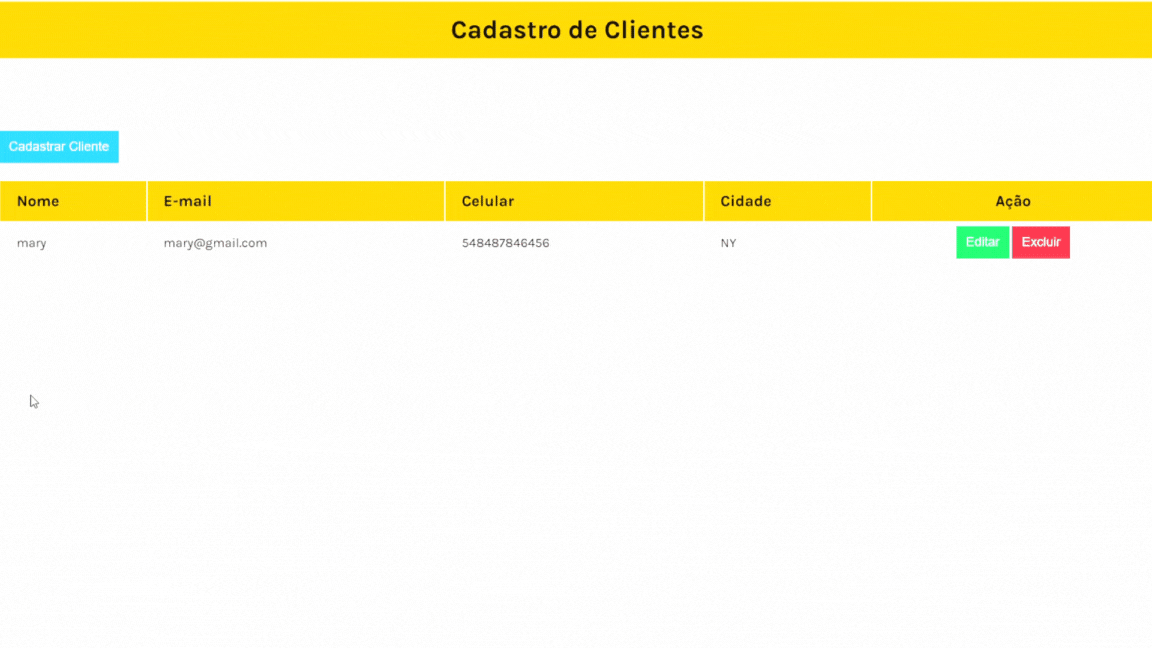 Cadastro de Clientes
Cadastrar Cliente
Nome E-mail Celular Cidade Ação
mary mary@gmail.com 548487846456 NY Editar Excluir